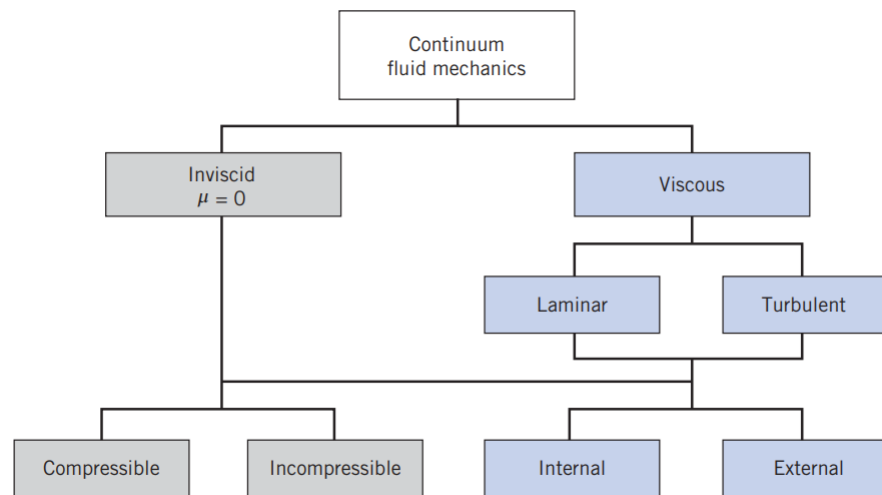 Continuum
fluid mechanics
Inviscid
μ = 0
Viscous
Laminar
Turbulent
Compressible
Incompressible
Internal
External